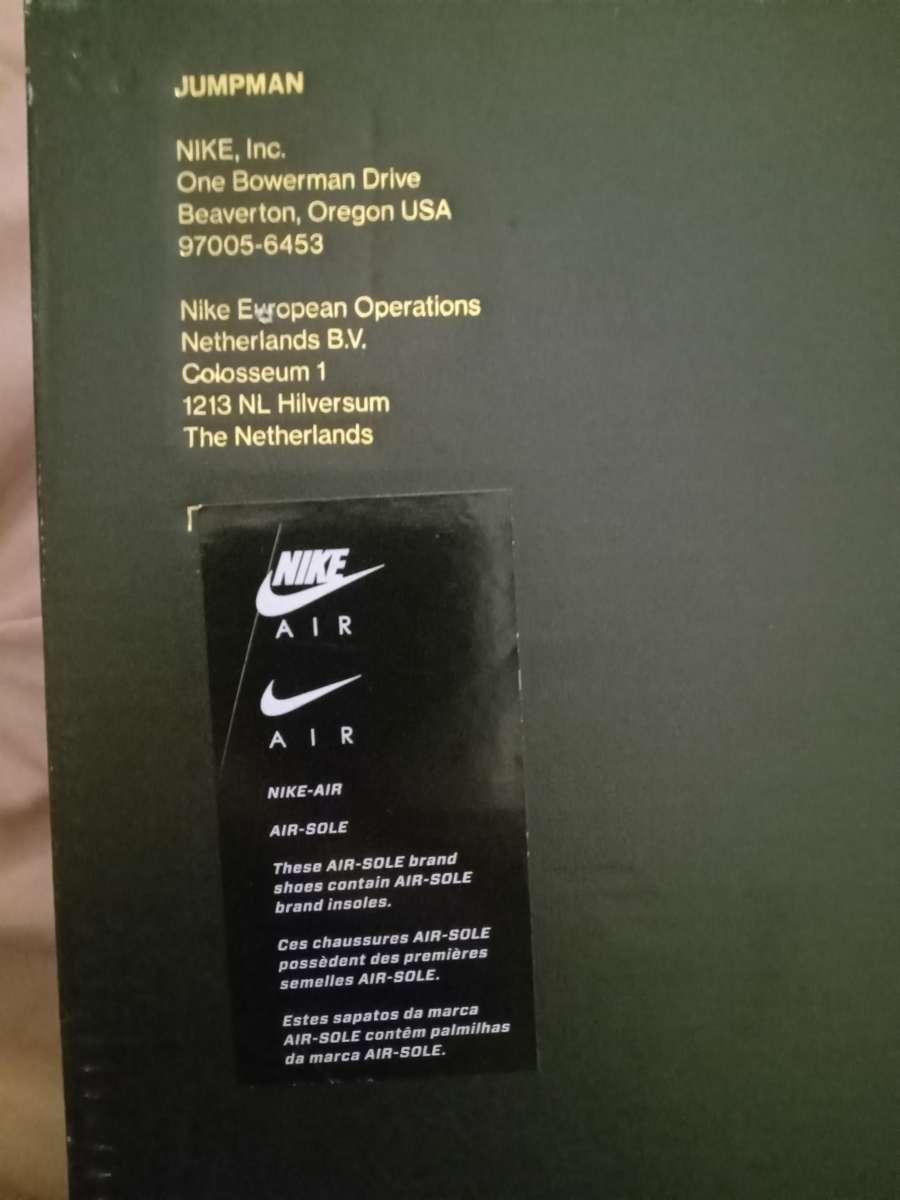 JUMPMAN
NIKE, Inc.
One Bowerman Drive
Beaverton, Oregon USA
97005-6453
Nike European Operations
Netherlands B.V.
Colosseum 1
1213 NL Hilversum
The Netherlands
NIKE
AIR
AIR
NIKE-AIR
AIR-SOLE
These AIR-SOLE brand
shoes contain AIR-SOLE
brand insoles.
Ces chaussures AIR-SOLE
possèdent des premières
semelles AIR-SOLE.
Estes sapatos da marca
AIR-SOLE contêm palmilhas
da marca AIR-SOLE.